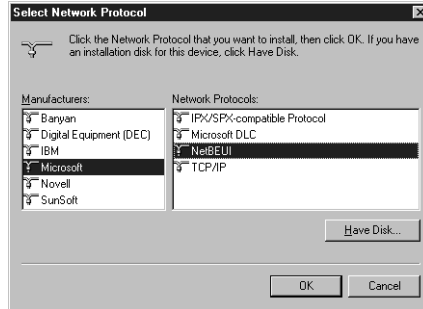 Select Network Protocol
Click the Network Protocol that you want to install, then click OK. If you have
an installation disk for this device, click Have Disk.
Manufacturers:
Banyan
Digital Equipment (DEC)
IBM
Microsoft
Novell
SunSoft
Network Protocols:
IPX/SPX-compatible Protocol
Microsoft DLC
NetBEUI
TCP/IP
Have Disk...
OK
Cancel